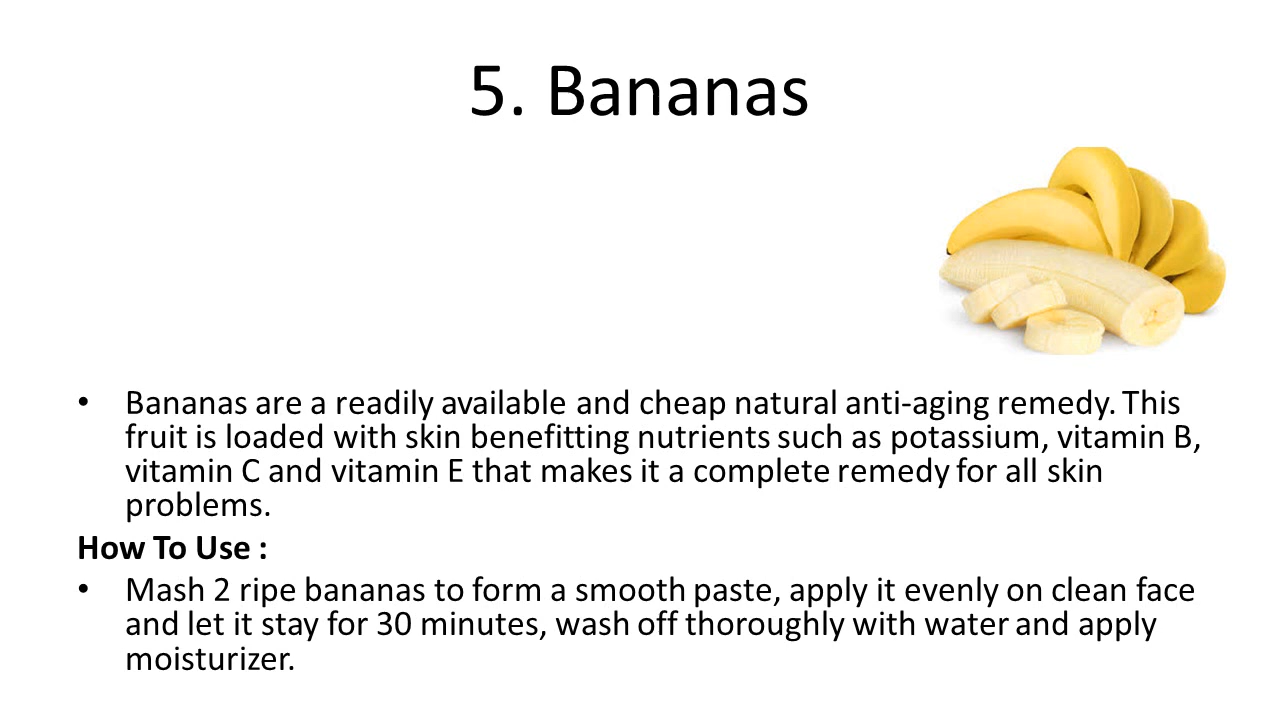 5. Bananas
• Bananas are a readily available and cheap natural anti-aging remedy. This
fruit is loaded with skin benefitting nutrients such as potassium, vitamin B,
vitamin C and vitamin E that makes it a complete remedy for all skin
problems.
How To Use :
• Mash 2 ripe bananas to form a smooth paste, apply it evenly on clean face
and let it stay for 30 minutes, wash off thoroughly with water and apply
moisturizer.